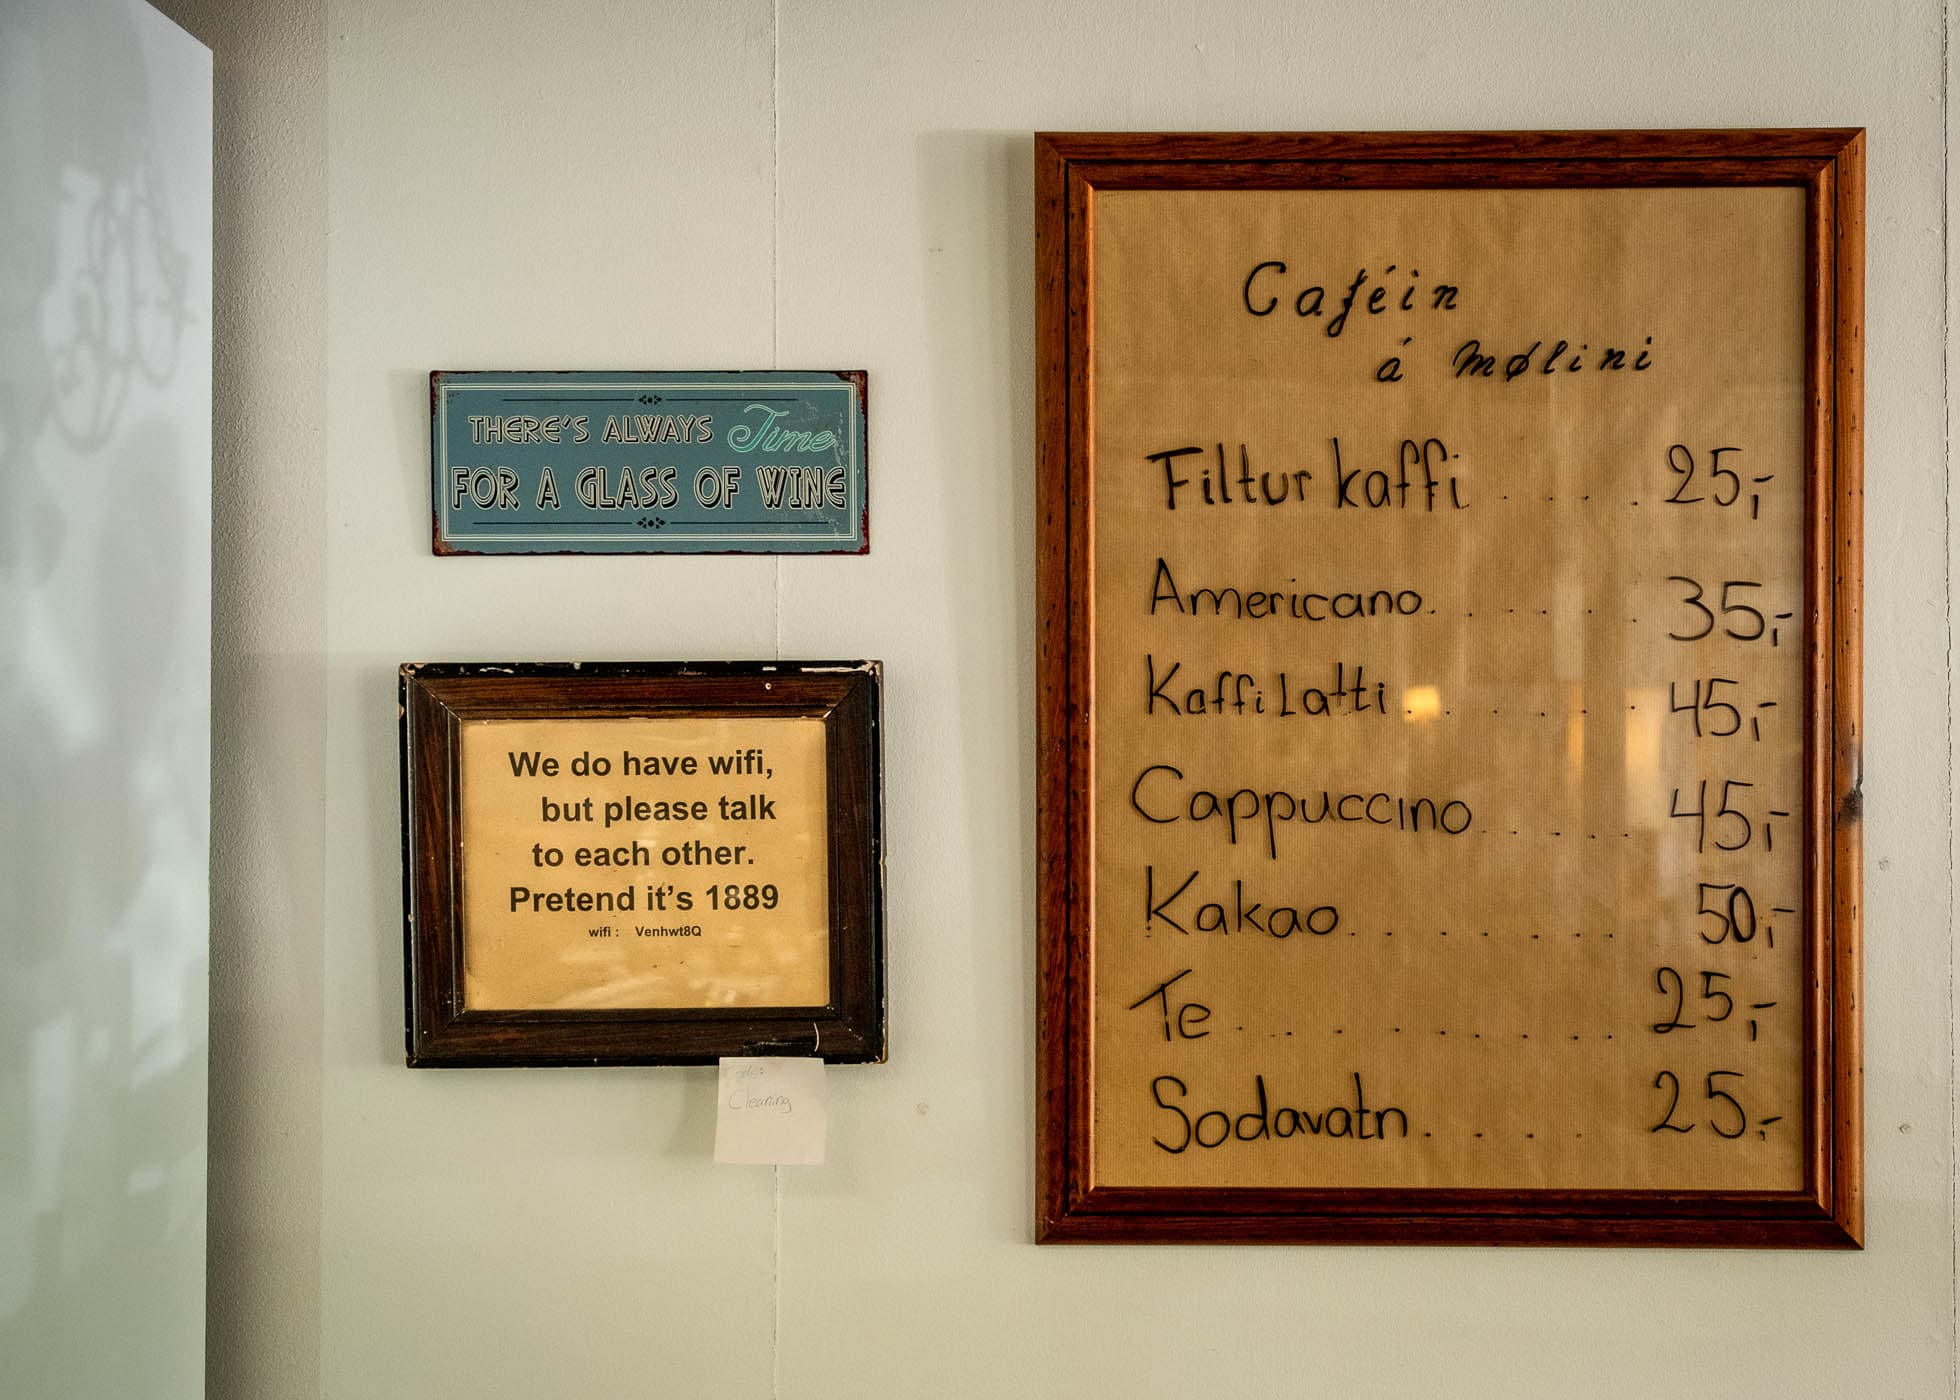 THERE'S ALWAYS Time
FOR A GLASS OF WINE
We do have wifi,
but please talk
to each other.
Pretend it's 1889
wifi : Venhwt8Q
Cleaning
Caféin
á Mølini
Filtur kaffi . . . . 25,-
Americano . . . . . 35,-
Kaffi Latti . . . . . . 45,-
Cappuccino . . . . . 45,-
Kakao . . . . . . . 50,-
Te . . . . . . . . . 25,-
Sodavatn . . . . 25,-